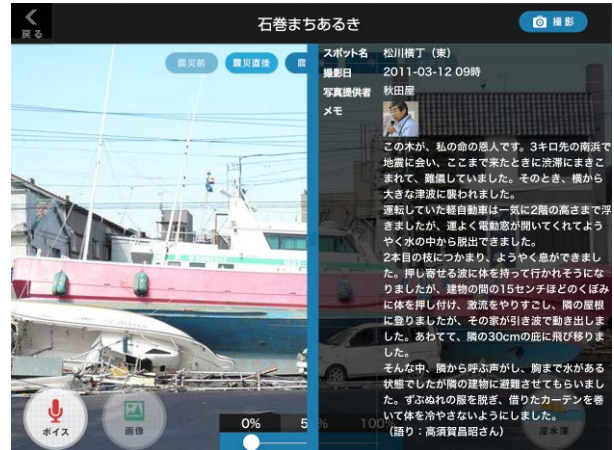 戻る
石巻まちあるき
撮影
震災前
震災直後
スポット名 松川横丁（東）
撮影日 2011-03-12 09時
写真提供者 秋田屋
メモ
この木が、私の命の恩人です。3キロ先の南浜で
地震に会い、ここまで来たときに渋滞にまきこ
まれて、難儀していました。そのとき、横から
大きな津波に襲われました。
運転していた軽自動車は一気に2階の高さまで浮
きましたが、運よく電動窓が開いてくれてよう
やく水の中から脱出できました。
2本目の枝につかまり、ようやく息ができまし
た。押し寄せる波に体を持って行かれそうにな
りましたが、建物の間の15センチほどのくぼみ
に体を押し付け、激流をやりすごし、隣の屋根
に登りましたが、その家が引き波で動き出しま
した。あわてて、隣の30cmの庇に飛び移りま
した。
そんな中、隣から呼ぶ声がし、胸まで水がある
状態でしたが隣の建物に避難させてもらいまし
た。ずぶぬれの服を脱ぎ、借りたカーテンを巻
いて体を冷やさないようにしました。
（語り：高須賀昌昭さん）
ボイス
画像
0%
100%
浸水深